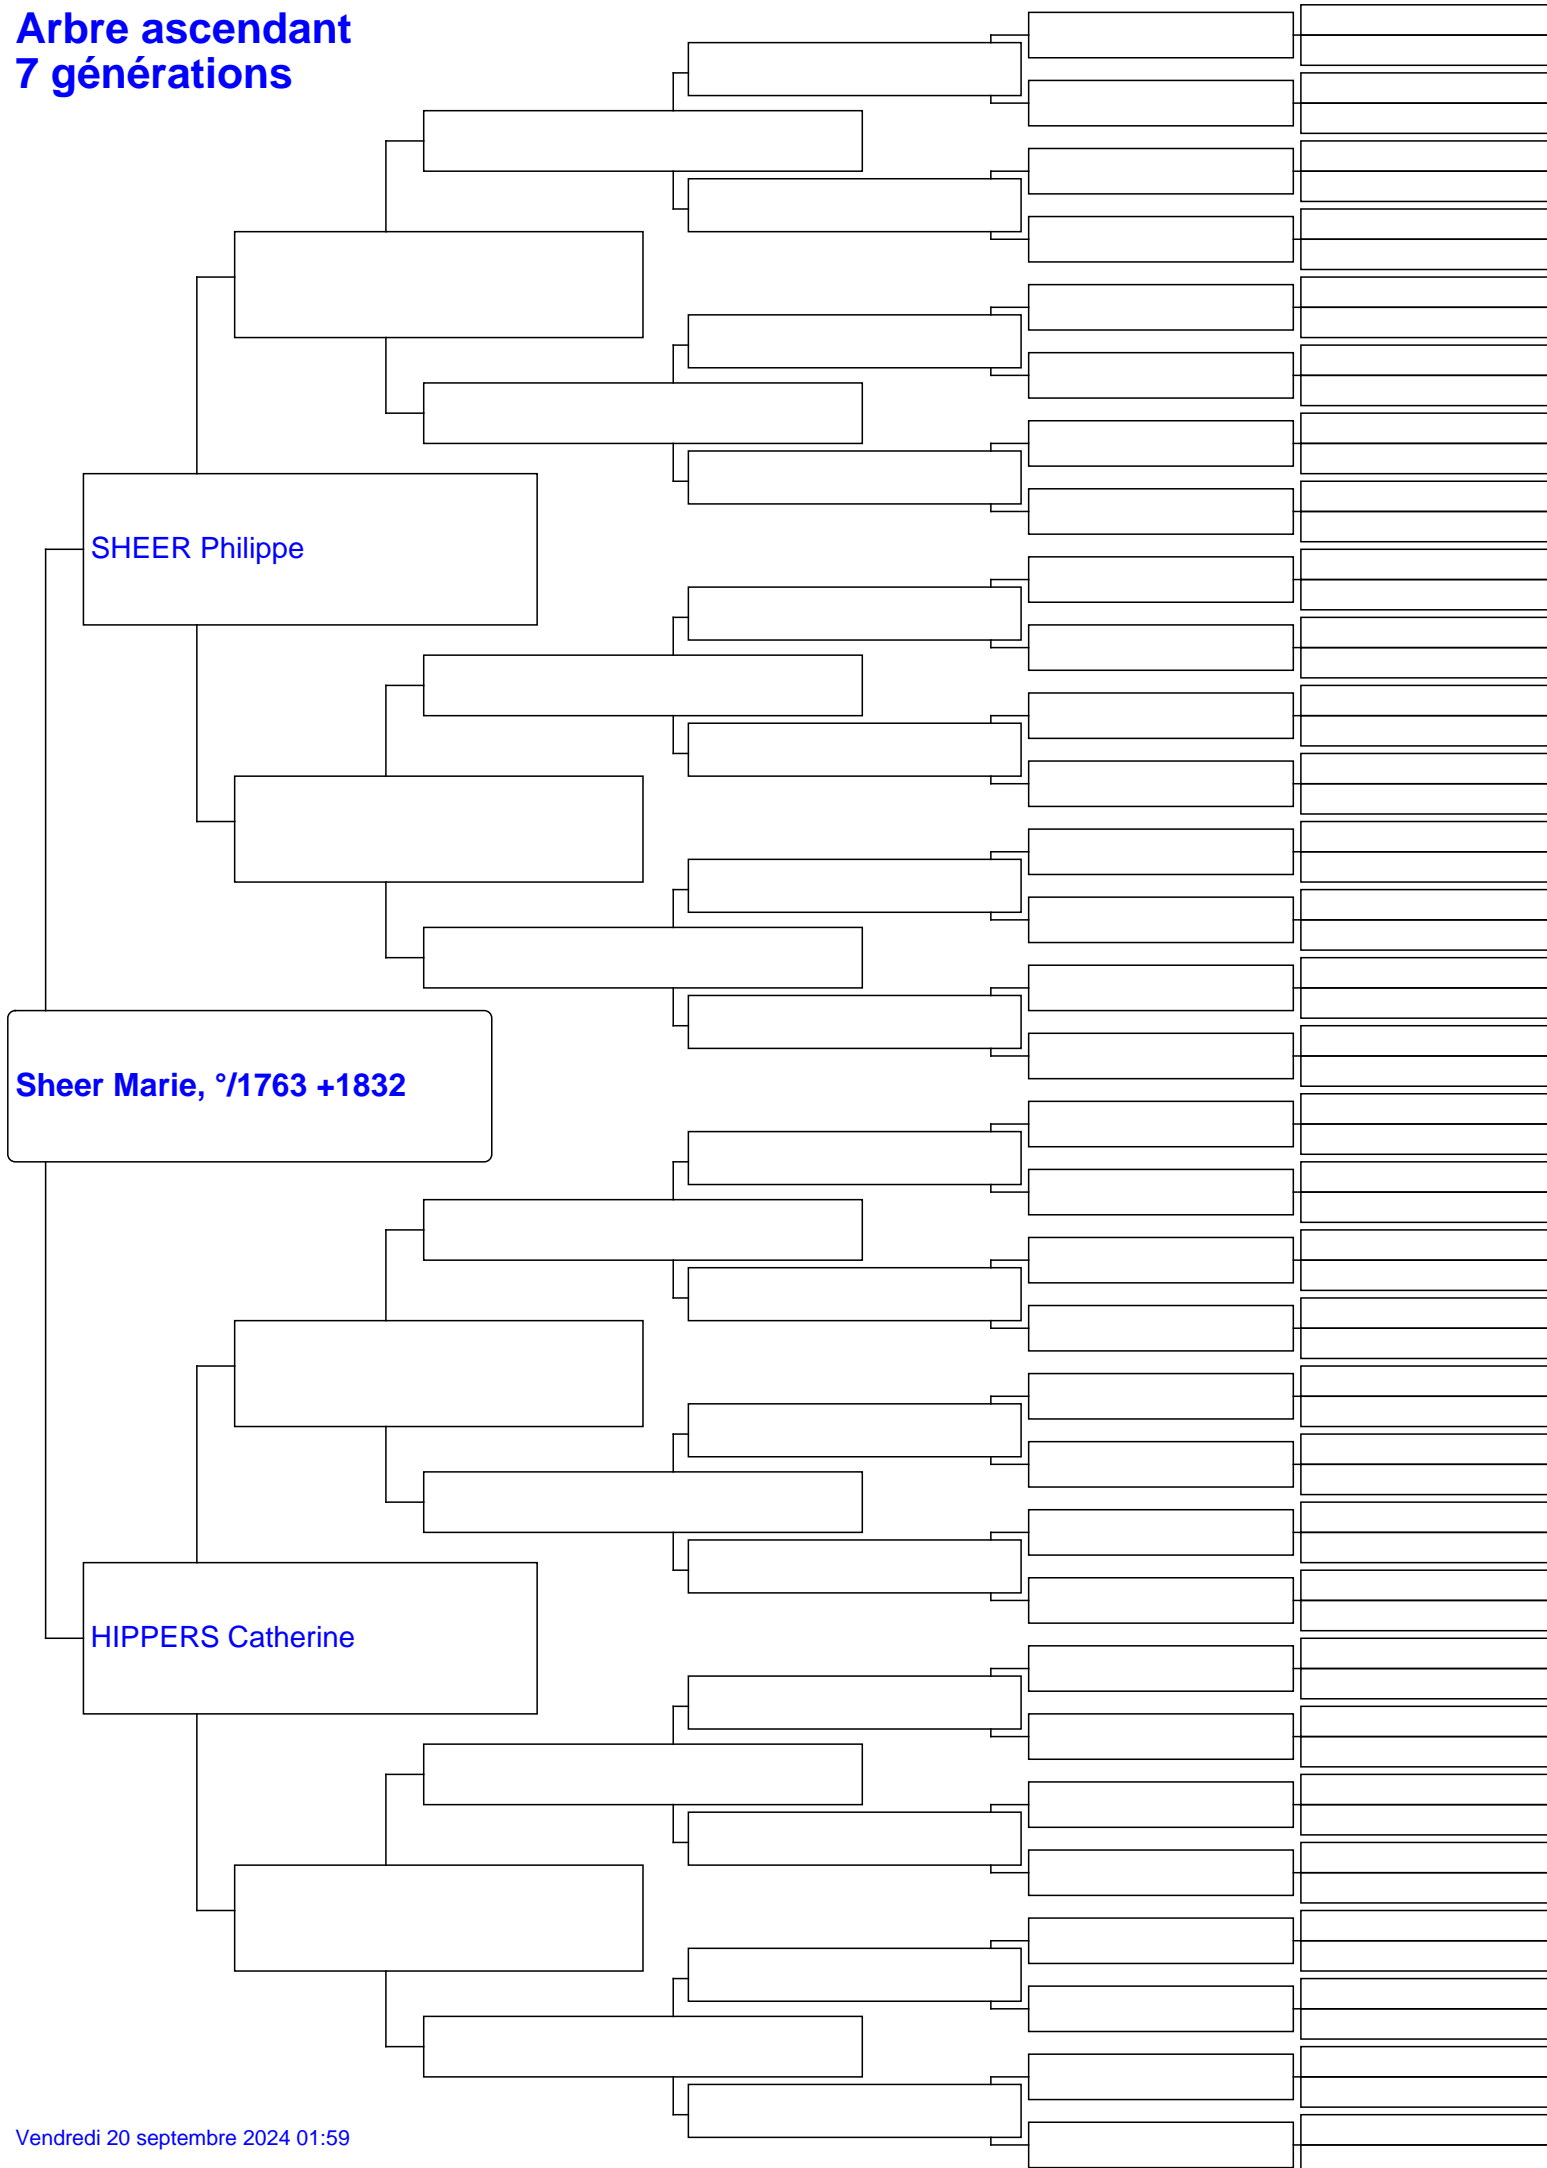 Arbre ascendant
7 générations
SHEER Philippe
Sheer Marie, °/1763 +1832
HIPPERS Catherine
Vendredi 20 septembre 2024 01:59